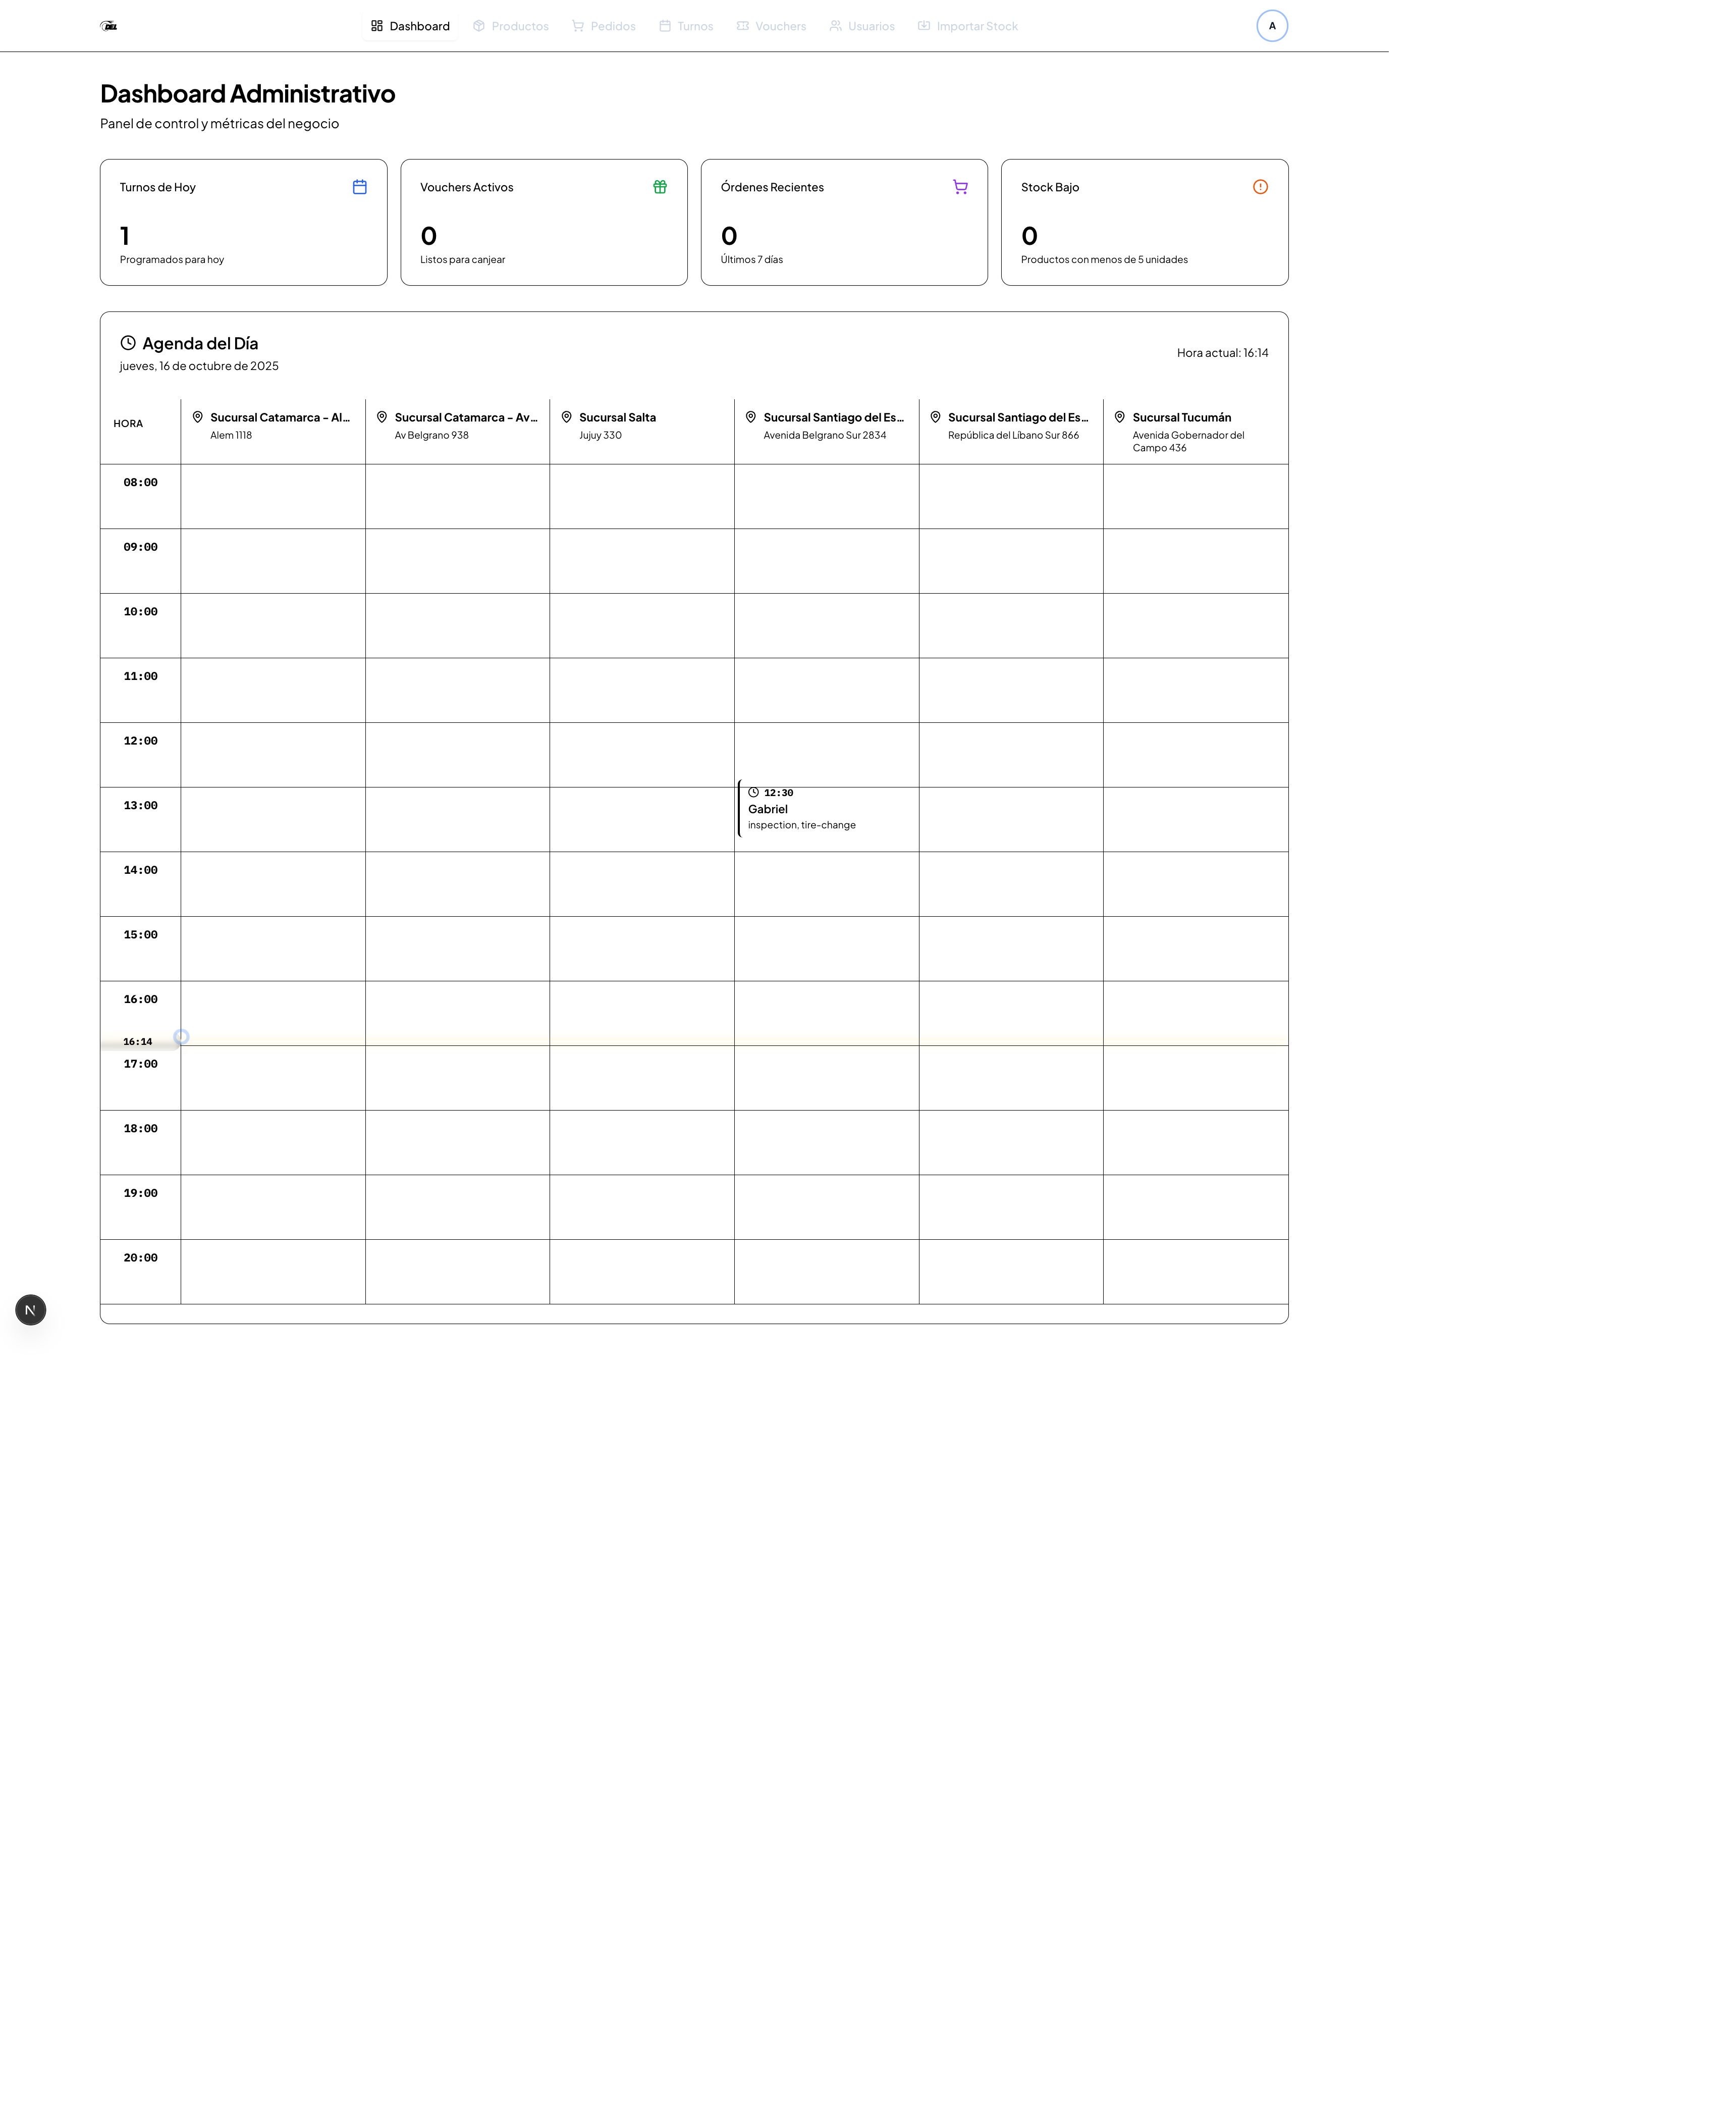 DEL
Dashboard
Productos
Pedidos
Turnos
Vouchers
Usuarios
Importar Stock
A
Dashboard Administrativo
Panel de control y métricas del negocio
Turnos de Hoy
1
Programados para hoy
Vouchers Activos
0
Listos para canjear
Órdenes Recientes
0
Últimos 7 días
Stock Bajo
0
Productos con menos de 5 unidades
Agenda del Día
jueves, 16 de octubre de 2025
Hora actual: 16:14
HORA
Sucursal Catamarca - Al...
Alem 1118
Sucursal Catamarca - Av...
Av Belgrano 938
Sucursal Salta
Jujuy 330
Sucursal Santiago del Es...
Avenida Belgrano Sur 2834
Sucursal Santiago del Es...
República del Líbano Sur 866
Sucursal Tucumán
Avenida Gobernador del
Campo 436
08:00
09:00
10:00
11:00
12:00
12:30
13:00
Gabriel
inspection, tire-change
14:00
15:00
16:00
16:14
17:00
18:00
19:00
20:00
N